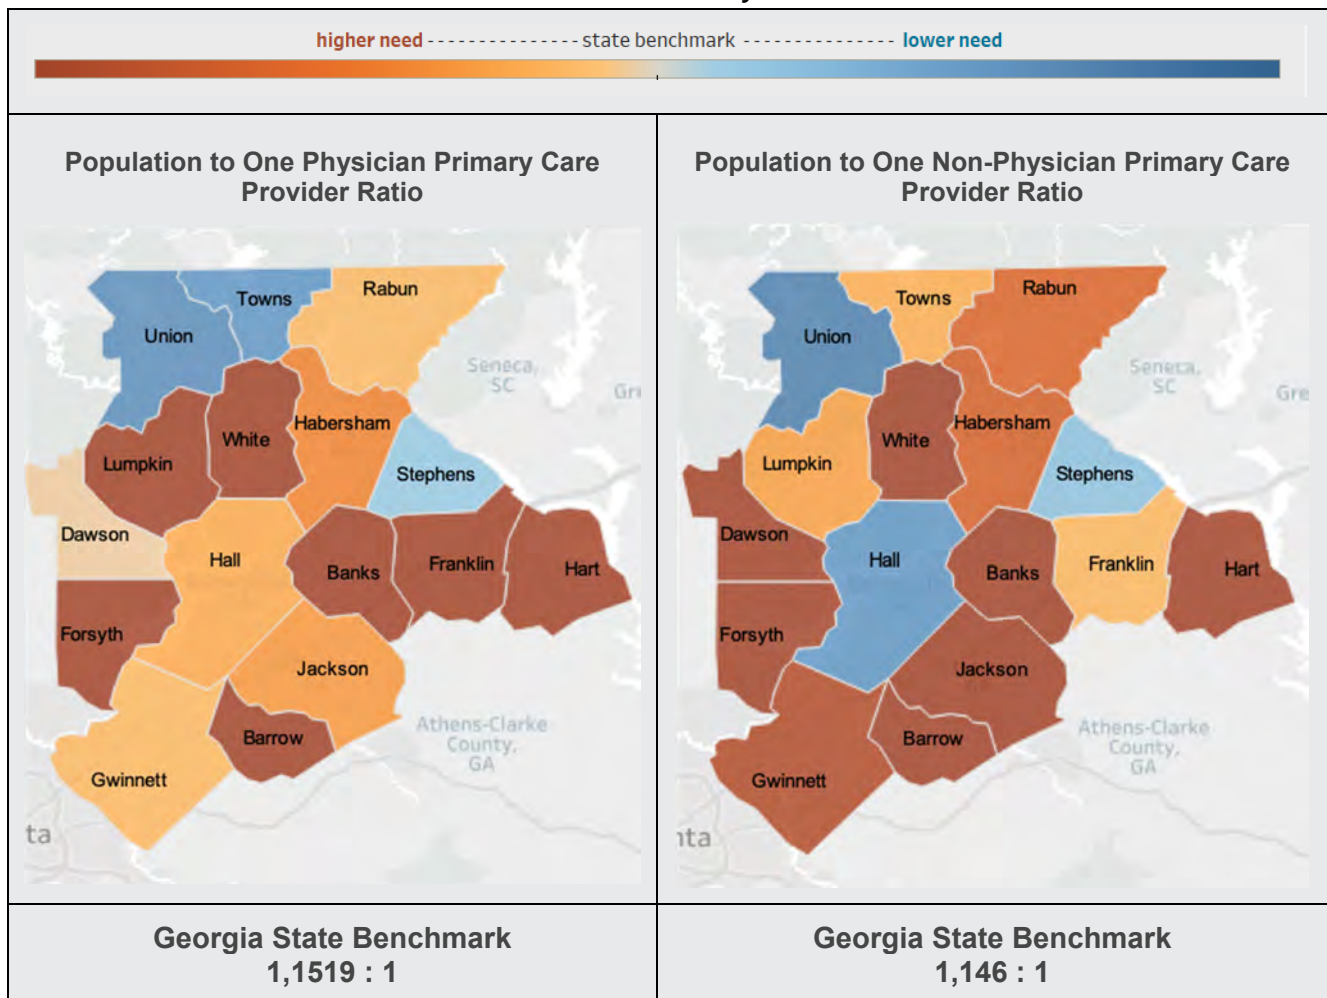 higher need - - - - - - - - - - - - - - - state benchmark - - - - - - - - - - - - - - - lower need
Population to One Physician Primary Care
Provider Ratio
Towns
Rabun
Union
Seneca,
SC
Habersham
White
Lumpkin
Stephens
Dawson
Hall
Banks
Franklin
Hart
Forsyth
Jackson
Athens-Clarke
County,
GA
Barrow
Gwinnett
ta
Georgia State Benchmark
1,1519 : 1
Population to One Non-Physician Primary Care
Provider Ratio
Towns
Rabun
Union
Seneca,
SC
Gre
Habersham
White
Lumpkin
Stephens
Dawson
Hall
Banks
Franklin
Hart
Forsyth
Jackson
Athens-Clarke
County,
GA
Barrow
Gwinnett
nta
Georgia State Benchmark
1,146 : 1